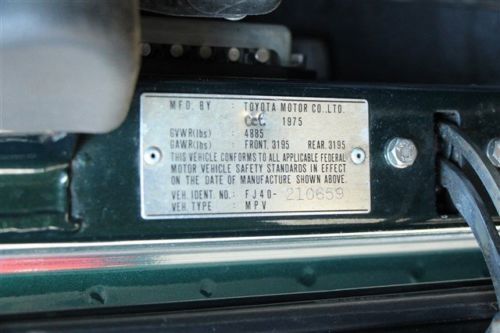 MFD. BY : TOYOTA MOTOR CO., LTD.
Oct. 1975
GVWR(lbs) : 4885
GAWR(lbs) : FRONT. 3195 REAR. 3195
THIS VEHICLE CONFORMS TO ALL APPLICABLE FEDERAL
MOTOR VEHICLE SAFETY STANDARDS IN EFFECT
ON THE DATE OF MANUFACTURE SHOWN ABOVE.
VEH. IDENT. NO.: FJ40-210659
VEH. TYPE : MPV